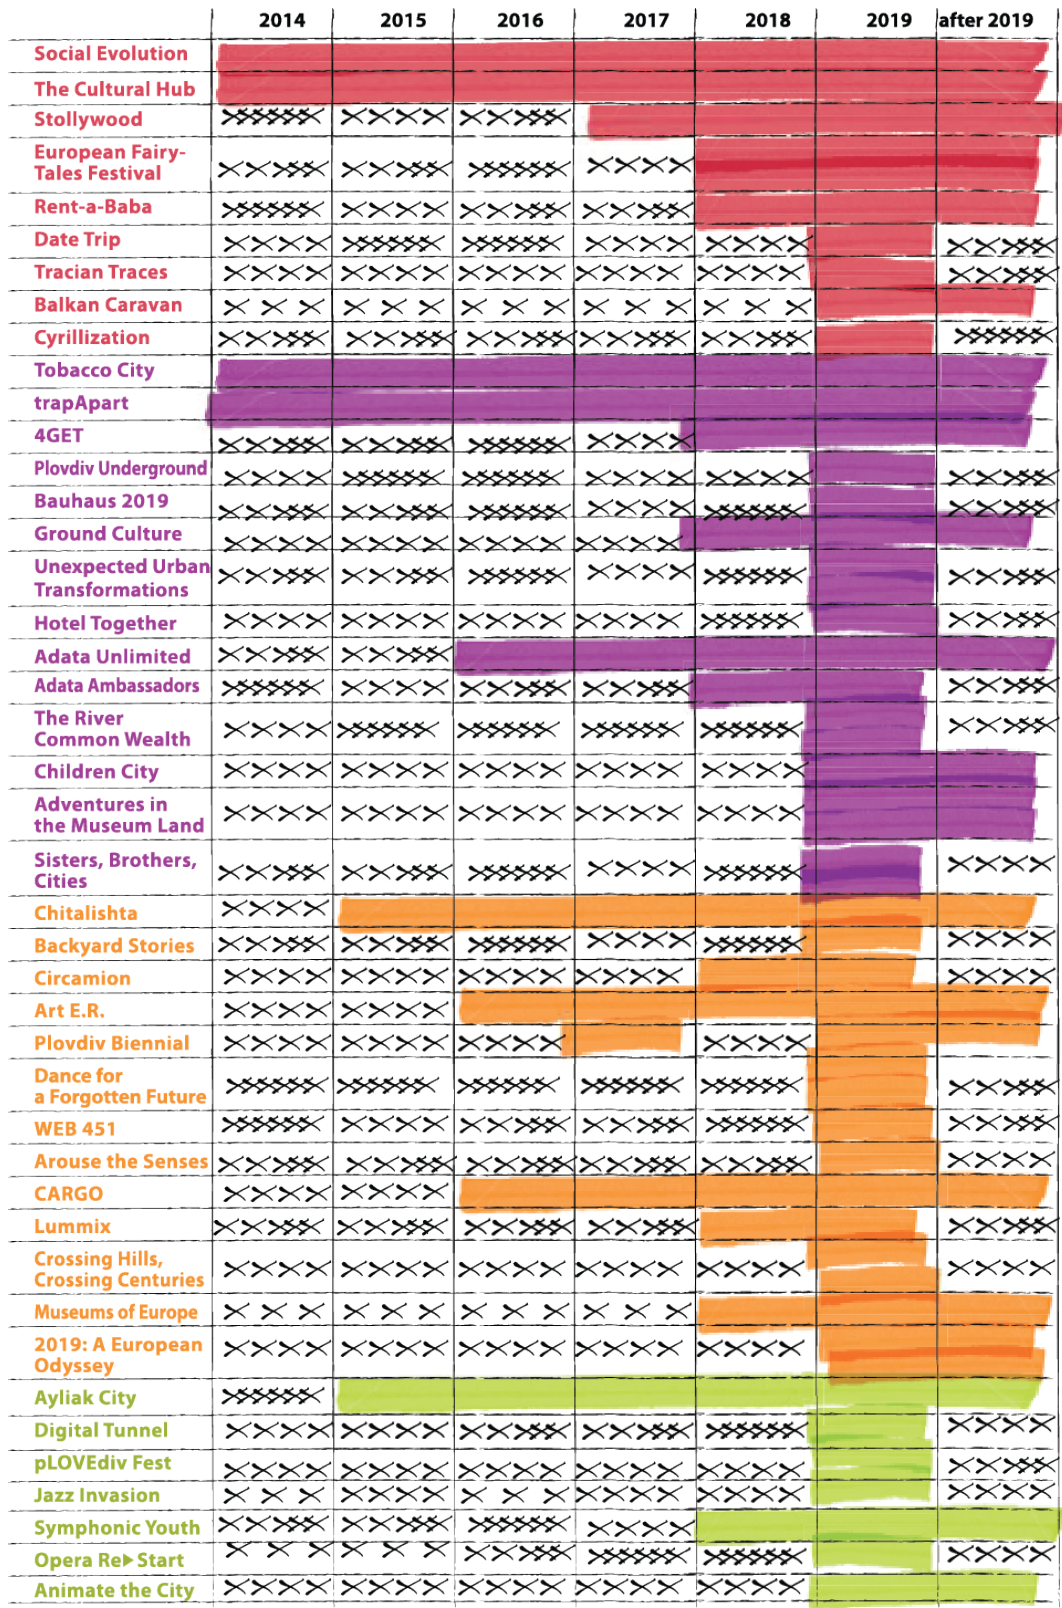 2014 2015 2016 2017 2018 2019 after 2019
Social Evolution
The Cultural Hub
Stollywood
European Fairy-
Tales Festival
Rent-a-Baba
Date Trip
Tracian Traces
Balkan Caravan
Cyrillization
Tobacco City
trapApart
4GET
Plovdiv Underground
Bauhaus 2019
Ground Culture
Unexpected Urban
Transformations
Hotel Together
Adata Unlimited
Adata Ambassadors
The River
Common Wealth
Children City
Adventures in
the Museum Land
Sisters, Brothers,
Cities
Chitalishta
Backyard Stories
Circamion
Art E.R.
Plovdiv Biennial
Dance for
a Forgotten Future
WEB 451
Arouse the Senses
CARGO
Lummix
Crossing Hills,
Crossing Centuries
Museums of Europe
2019: A European
Odyssey
Ayliak City
Digital Tunnel
pLOVEdiv Fest
Jazz Invasion
Symphonic Youth
Opera Re▶Start
Animate the City